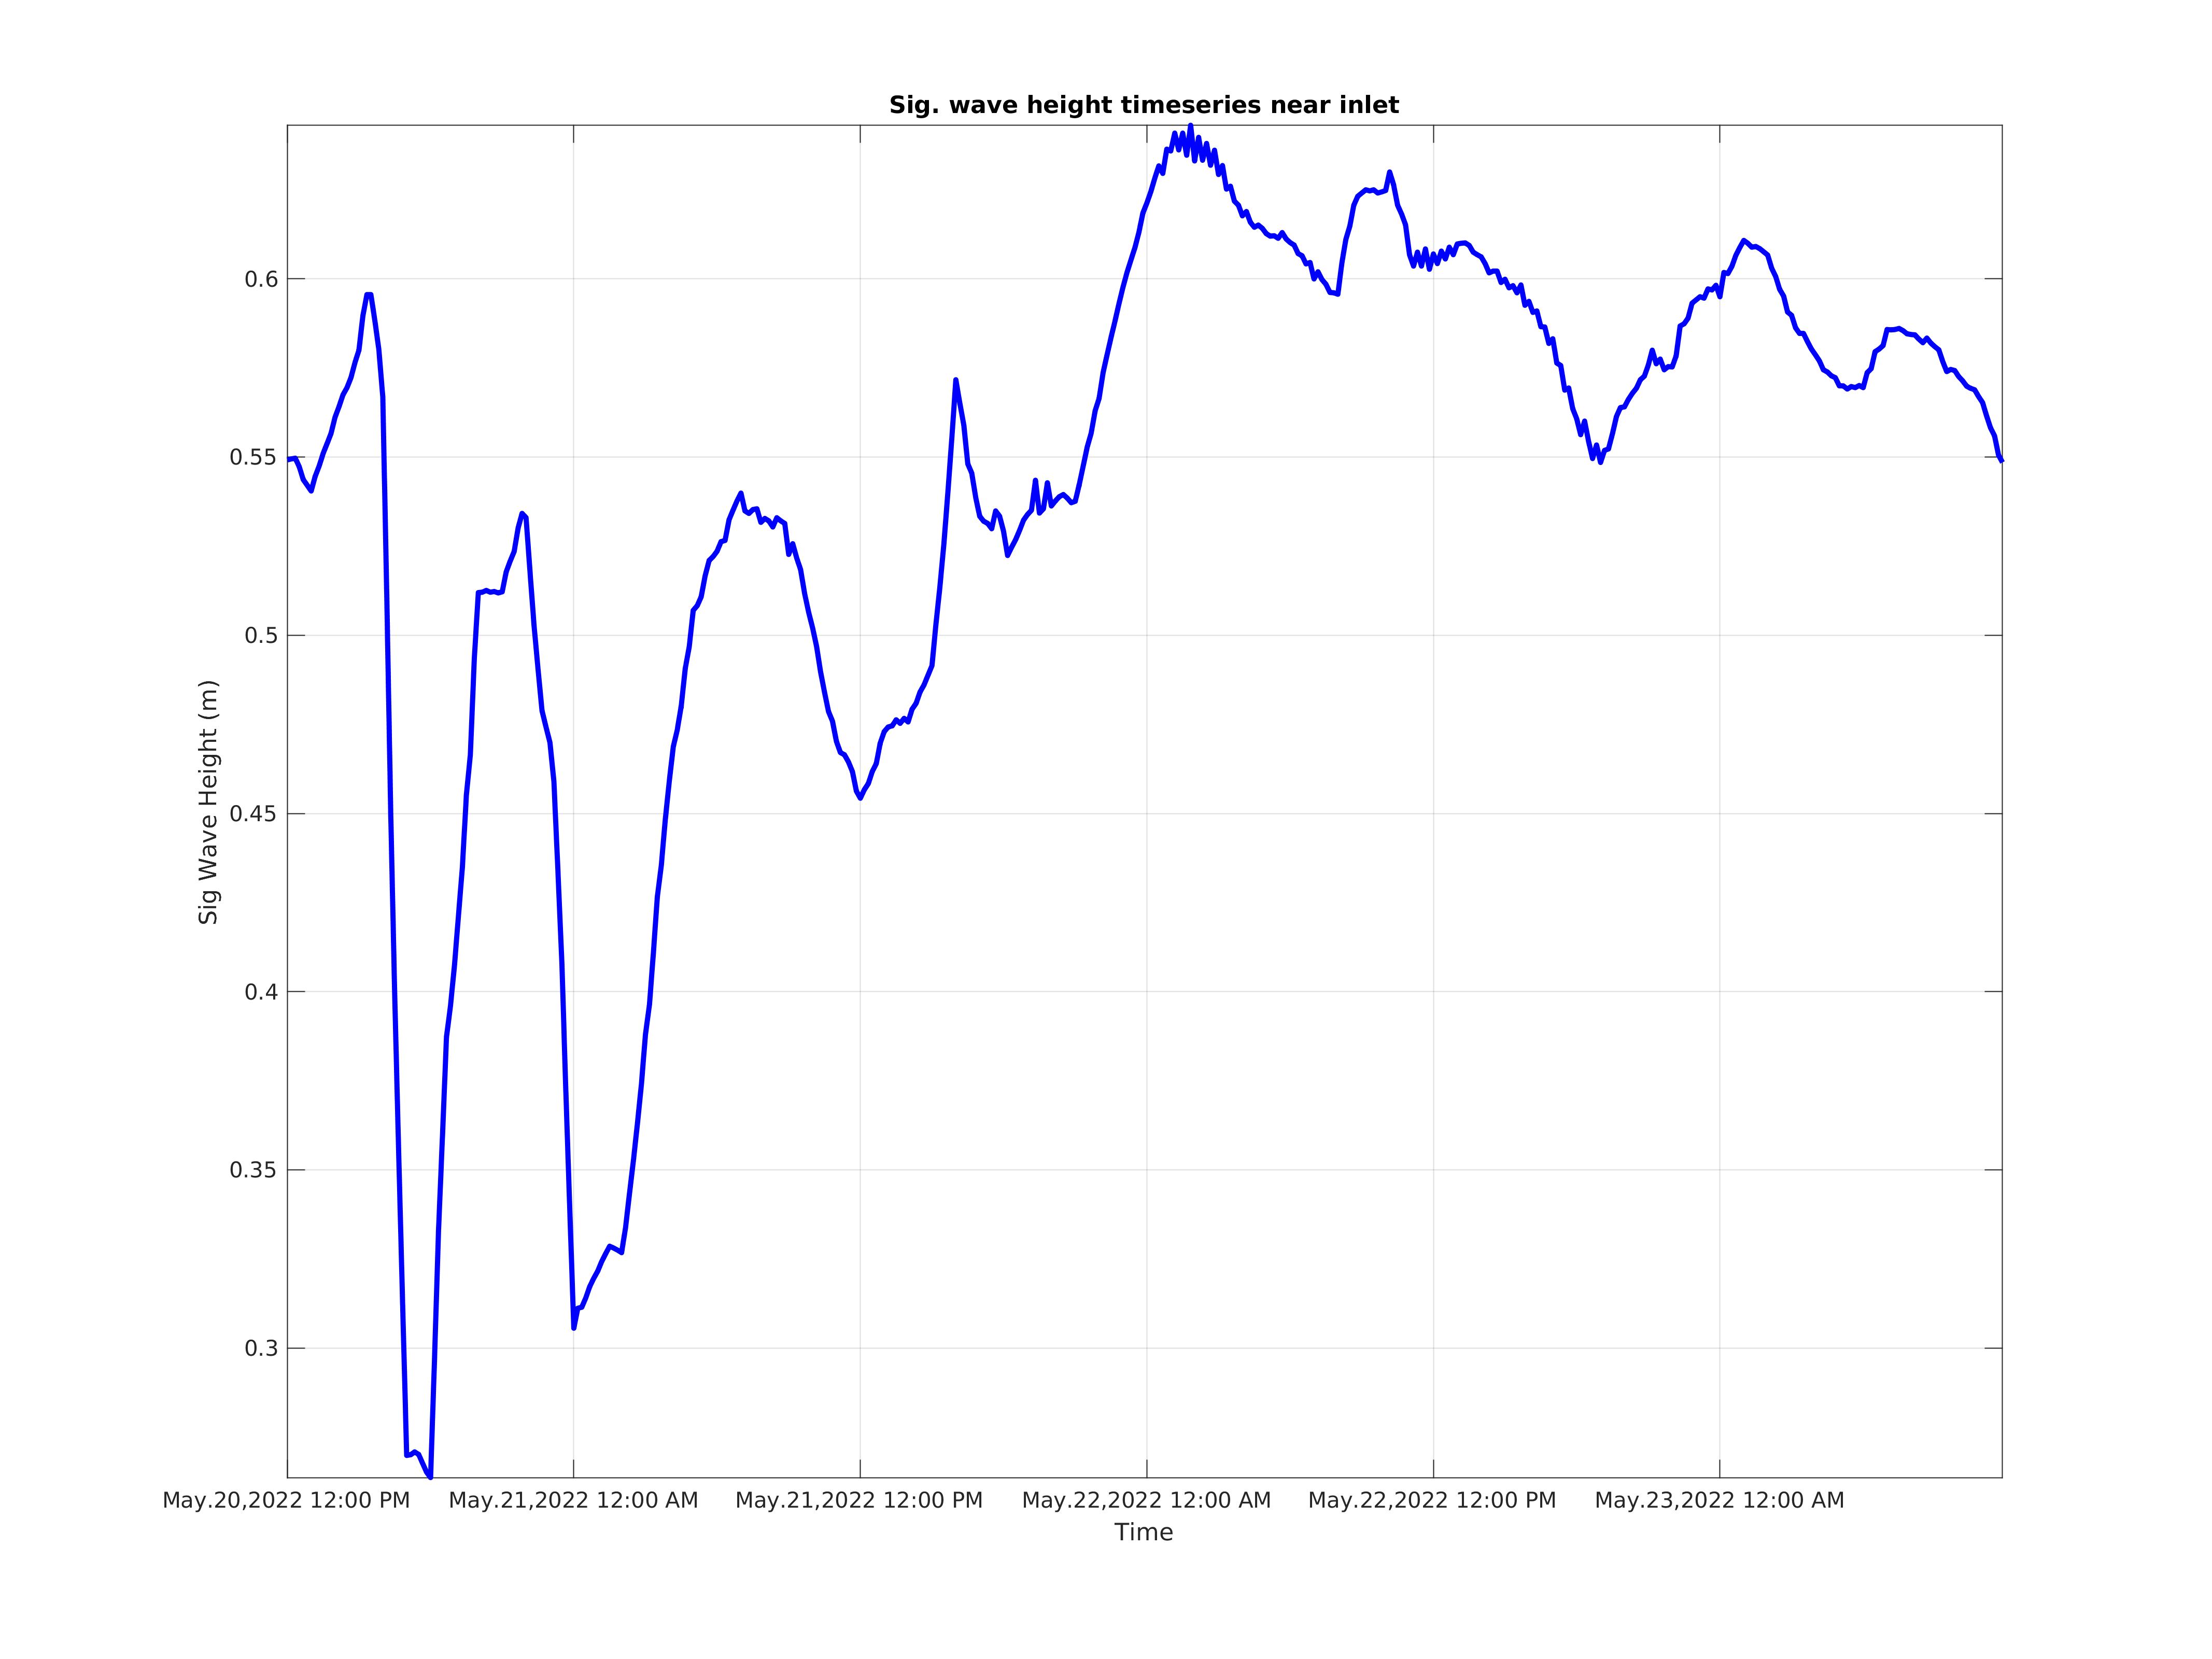 Sig. wave height timeseries near inlet
Sig Wave Height (m)
0.6
0.55
0.5
0.45
0.4
0.35
0.3
May.20,2022 12:00 PM May.21,2022 12:00 AM May.21,2022 12:00 PM May.22,2022 12:00 AM May.22,2022 12:00 PM May.23,2022 12:00 AM
Time